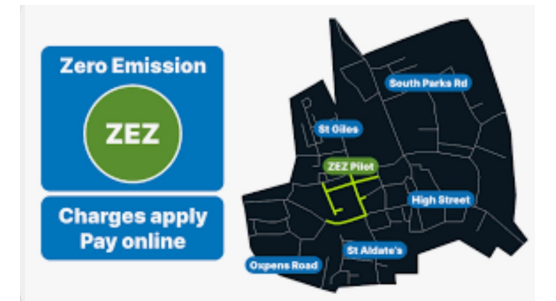 Zero Emission
ZEZ
Charges apply
Pay online
South Parks Rd
St Giles
ZEZ Pilot
High Street
St Aldate's
Oxpens Road